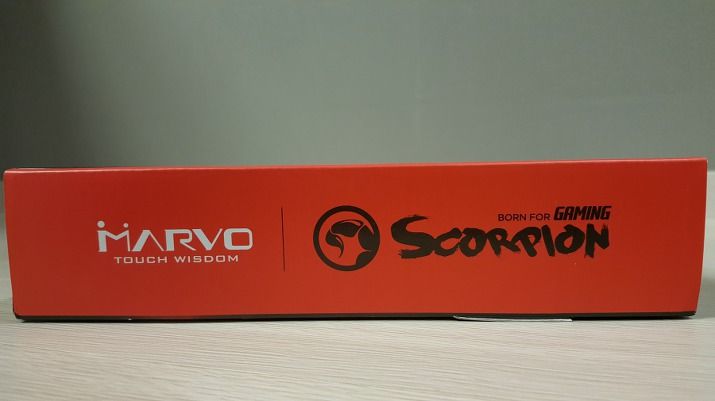 MARVO
TOUCH WISDOM
BORN FOR GAMING
SCORPION